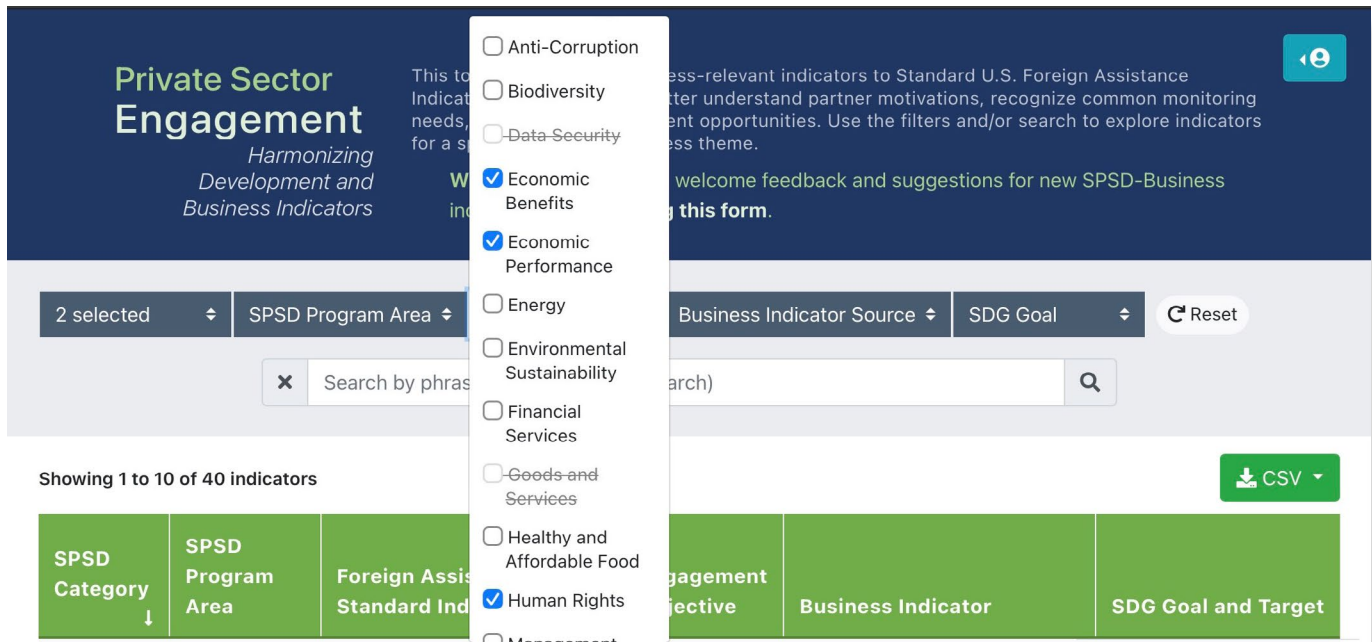 Private Sector
Engagement
Harmonizing
Development and
Business Indicators
This to
ess-relevant indicators to Standard U.S. Foreign Assistance
Indicat
tter understand partner motivations, recognize common monitoring
needs,
ent opportunities. Use the filters and/or search to explore indicators
for a s
ess theme.
W
welcome feedback and suggestions for new SPSD-Business
this form.
Anti-Corruption
Biodiversity
Data Security
Economic
Benefits
Economic
Performance
Energy
Environmental
Sustainability
Financial
Services
Goods and
Services
Healthy and
Affordable Food
Human Rights
2 selected
SPSD Program Area
Business Indicator Source
SDG Goal
Reset
Search by phras
arch)
Showing 1 to 10 of 40 indicators
CSV
SPSD
Category
SPSD
Program
Area
Foreign Assis
Standard Ind
gagement
jective
Business Indicator
SDG Goal and Target